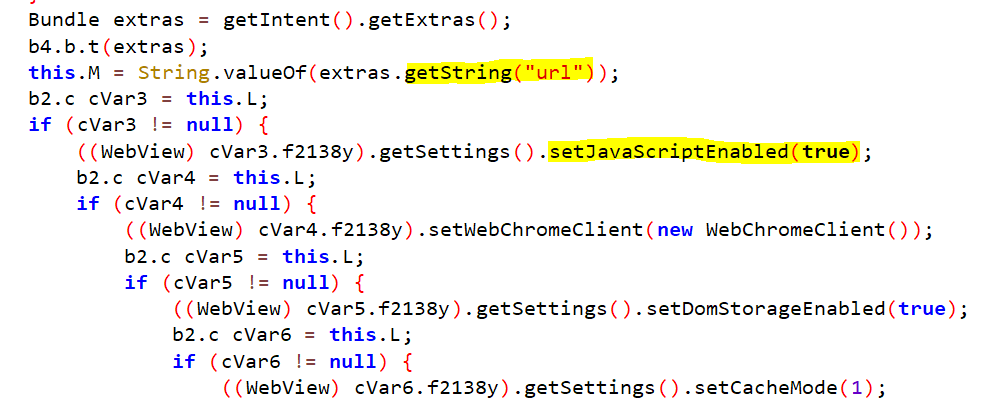 Bundle extras = getIntent().getExtras();
b4.b.t(extras);
this.M = String.valueOf(extras.getString("url"));
b2.c cVar3 = this.L;
if (cVar3 != null) {
((WebView) cVar3.f2138y).getSettings().setJavaScriptEnabled(true);
b2.c cVar4 = this.L;
if (cVar4 != null) {
((WebView) cVar4.f2138y).setWebChromeClient(new WebChromeClient());
b2.c cVar5 = this.L;
if (cVar5 != null) {
((WebView) cVar5.f2138y).getSettings().setDomStorageEnabled(true);
b2.c cVar6 = this.L;
if (cVar6 != null) {
((WebView) cVar6.f2138y).getSettings().setCacheMode(1);